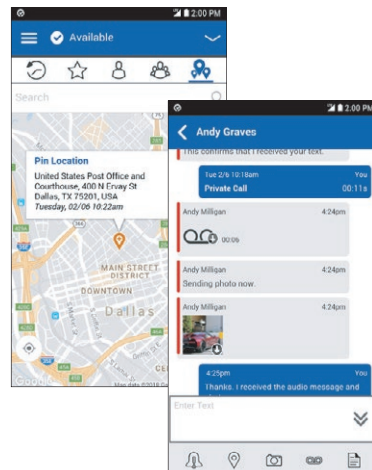 2:00 PM
Available
Search
Pin Location
United States Post Office and
Courthouse, 400 N Ervay St
Dallas, TX 75201, USA
Tuesday, 02/06 10:22am
MAIN STREET
DISTRICT
DOWNTOWN
Dallas
Google
2:00 PM
Andy Graves
This confirms that I received your text.
Tue 2/6 10:18am You
Private Call 00:11s
Andy Milligan 4:24pm
00:06
Andy Milligan 4:24pm
Sending photo now.
Andy Milligan 4:24pm
4:25pm You
Thanks. I received the audio message and
Enter Text